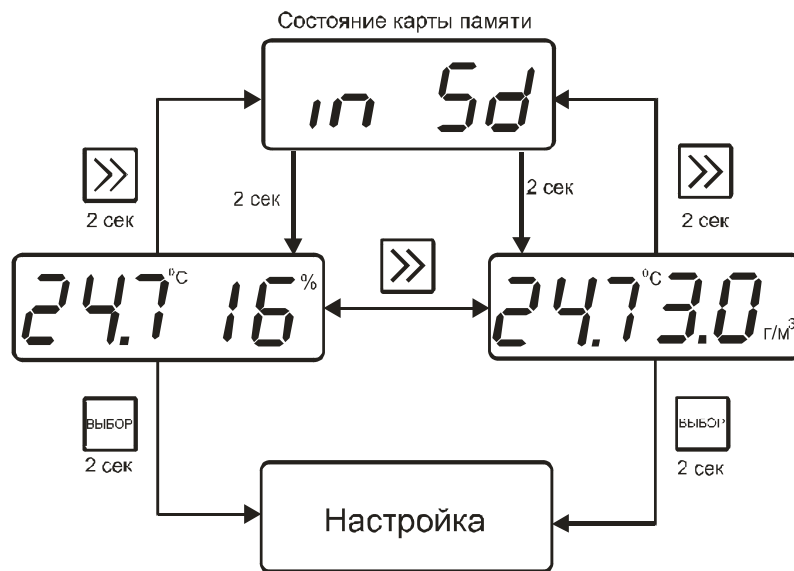 Состояние карты памяти
in Sd
2 сек
2 сек
2 сек
2 сек
24.7 °C 16 %
24.7 °C 3.0 г/м³
ВЫБОР
2 сек
ВЫБОР
2 сек
Настройка